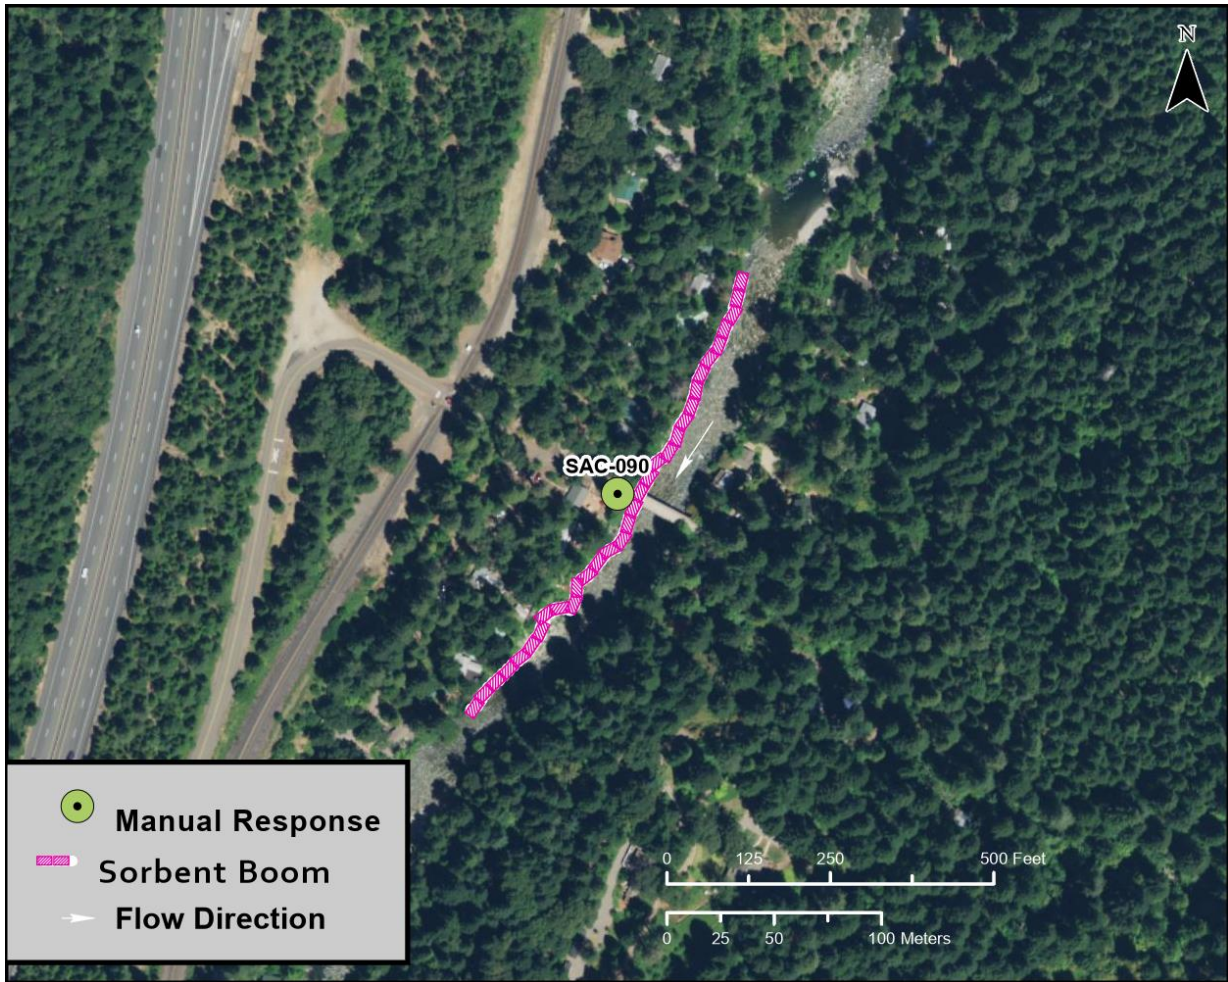 N
SAC-090
Manual Response
Sorbent Boom
Flow Direction
0 125 250 500 Feet
0 25 50 100 Meters